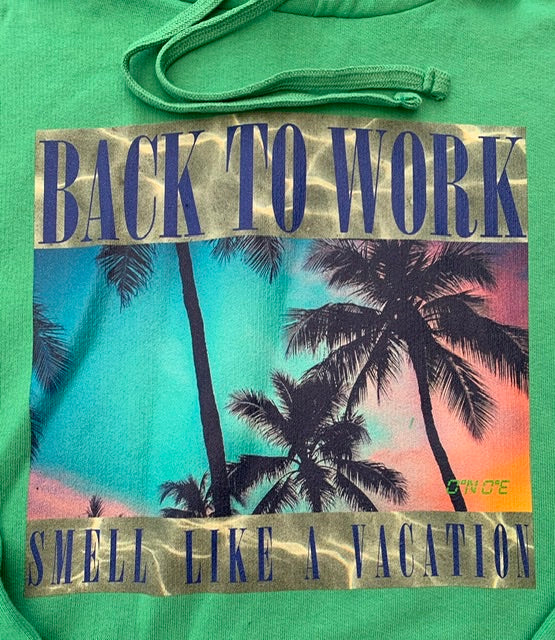 BACK TO WORK
0°N 0°E
SMELL LIKE A VACATION